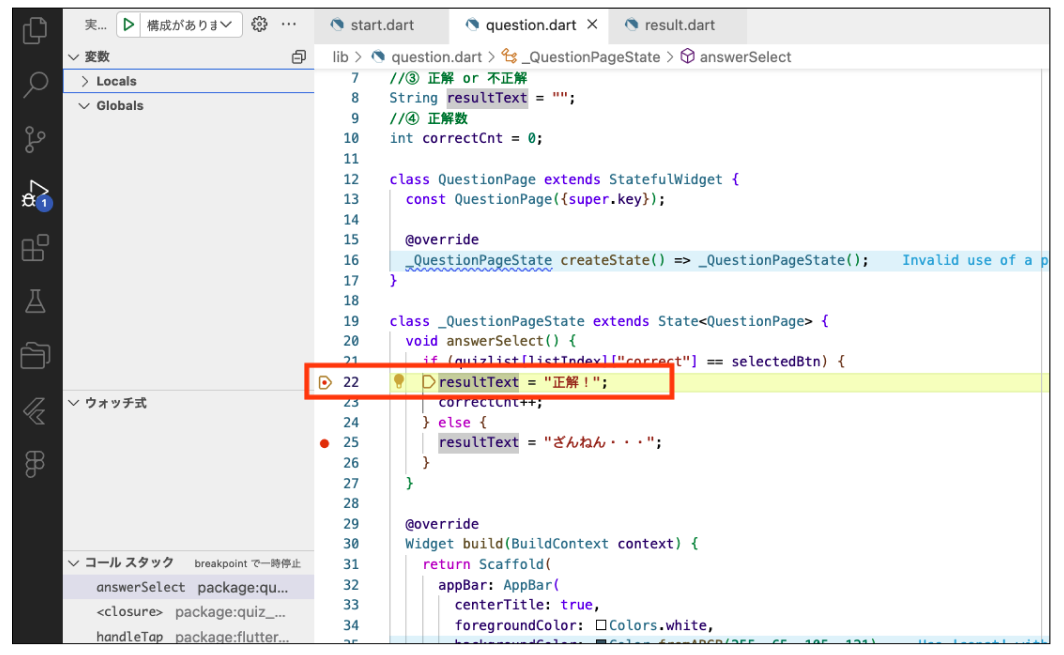 実... 構成がありま
変数
Locals
Globals
ウォッチ式
コール スタック breakpoint で一時停止
answerSelect package:qu...
<closure> package:quiz_...
handleTap package:flutter...
1
start.dart question.dart result.dart
lib > question.dart > _QuestionPageState > answerSelect
7 //③ 正解 or 不正解
8 String resultText = "";
9 //④ 正解数
10 int correctCnt = 0;
11
12 class QuestionPage extends StatefulWidget {
13 const QuestionPage({super.key});
14
15 @override
16 _QuestionPageState createState() => _QuestionPageState(); Invalid use of a p
17 }
18
19 class _QuestionPageState extends State<QuestionPage> {
20 void answerSelect() {
21 if (quizlist[listIndex]["correct"] == selectedBtn) {
22 resultText = "正解！";
23 correctCnt++;
24 } else {
25 resultText = "ざんねん・・・";
26 }
27 }
28
29 @override
30 Widget build(BuildContext context) {
31 return Scaffold(
32 appBar: AppBar(
33 centerTitle: true,
34 foregroundColor: Colors.white,